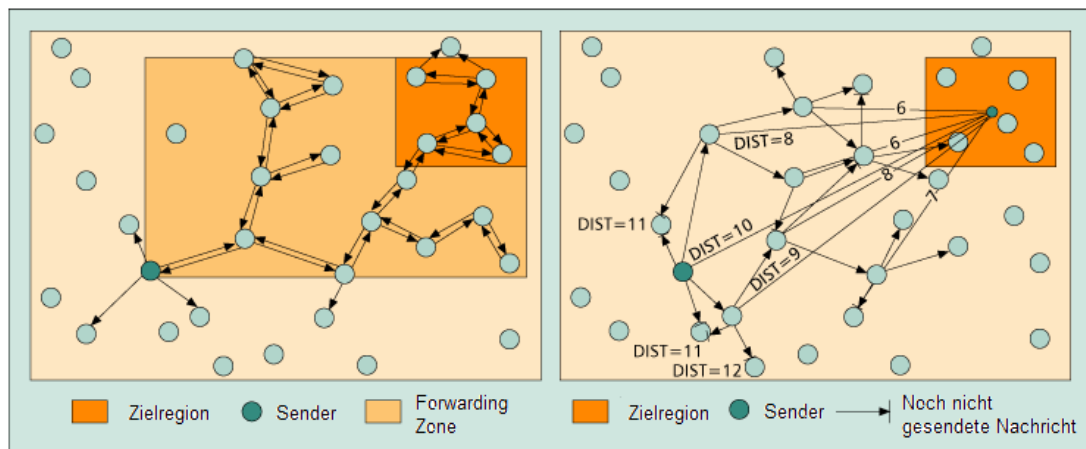 6
DIST=8
6
8
7
DIST=11
DIST=10
DIST=9
DIST=11
DIST=12
Zielregion
Sender
Forwarding
Zone
Zielregion
Sender
Noch nicht
gesendete Nachricht